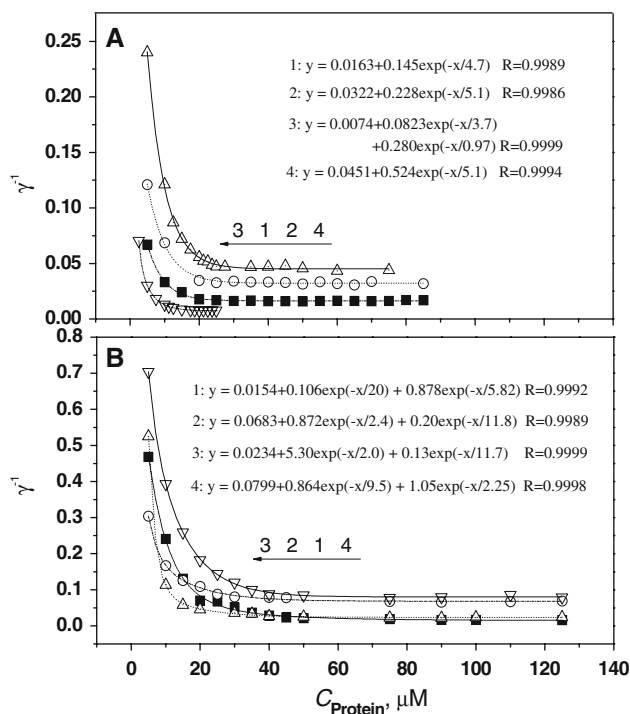 A
0.25
0.20
0.15
0.10
0.05
0.00
γ⁻¹
1: y = 0.0163+0.145exp(-x/4.7) R=0.9989
2: y = 0.0322+0.228exp(-x/5.1) R=0.9986
3: y = 0.0074+0.0823exp(-x/3.7)
+0.280exp(-x/0.97) R=0.9999
4: y = 0.0451+0.524exp(-x/5.1) R=0.9994
3 1 2 4
B
0.8
0.7
0.6
0.5
0.4
0.3
0.2
0.1
0.0
γ⁻¹
1: y = 0.0154+0.106exp(-x/20) + 0.878exp(-x/5.82) R=0.9992
2: y = 0.0683+0.872exp(-x/2.4) + 0.20exp(-x/11.8) R=0.9989
3: y = 0.0234+5.30exp(-x/2.0) + 0.13exp(-x/11.7) R=0.9999
4: y = 0.0799+0.864exp(-x/9.5) + 1.05exp(-x/2.25) R=0.9998
3 2 1 4
0 20 40 60 80 100 120 140
C_Protein, μM